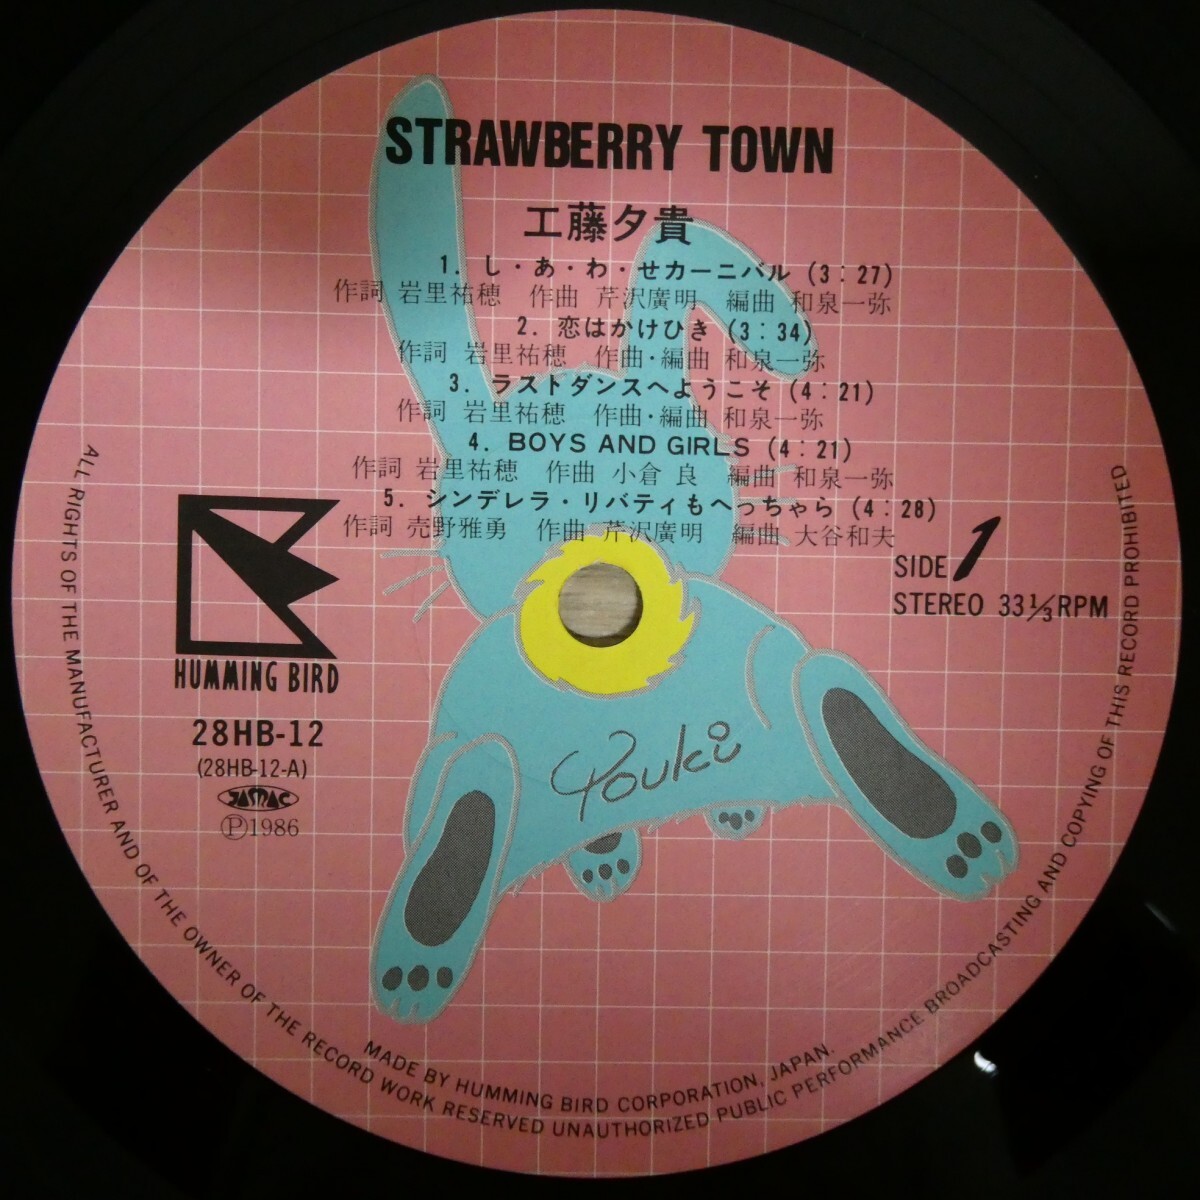 STRAWBERRY TOWN
工藤夕貴
1. し・あ・わ・せカーニバル (3:27)
作詞 岩里祐穂 作曲 芹沢廣明 編曲 和泉一弥
2. 恋はかけひき (3:34)
作詞 岩里祐穂 作曲・編曲 和泉一弥
3. ラストダンスへようこそ (4:21)
作詞 岩里祐穂 作曲・編曲 和泉一弥
4. BOYS AND GIRLS (4:21)
作詞 岩里祐穂 作曲 小倉 良 編曲 和泉一弥
5. シンデレラ・リバティもへっちゃら (4:28)
作詞 売野雅勇 作曲 芹沢廣明 編曲 大谷和夫
SIDE 1
STEREO 33⅓RPM
HUMMING BIRD
28HB-12
(28HB-12-A)
JASRAC
Ⓟ1986
Youki
MADE BY HUMMING BIRD CORPORATION, JAPAN.
ALL RIGHTS OF THE MANUFACTURER AND OF THE OWNER OF THE RECORD WORK RESERVED UNAUTHORIZED PUBLIC PERFORMANCE BROADCASTING AND COPYING OF THIS RECORD PROHIBITED